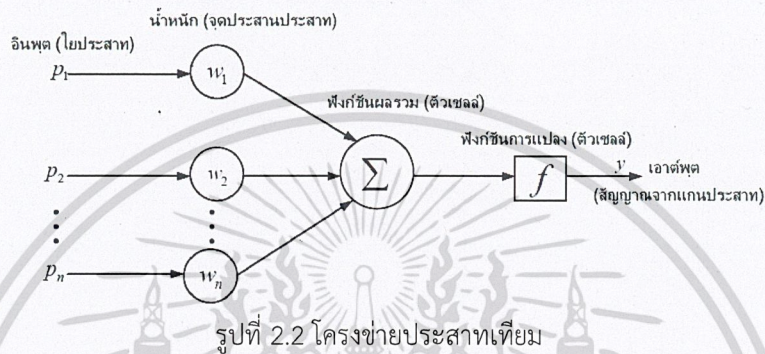 น้ำหนัก (จุดประสานประสาท)
อินพุต (ใยประสาท)
p1
w1
ฟังก์ชันผลรวม (ตัวเซลล์)
ฟังก์ชันการแปลง (ตัวเซลล์)
p2
w2
∑
f
y
เอาต์พุต
(สัญญาณจากแกนประสาท)
pn
wn
รูปที่ 2.2 โครงข่ายประสาทเทียม